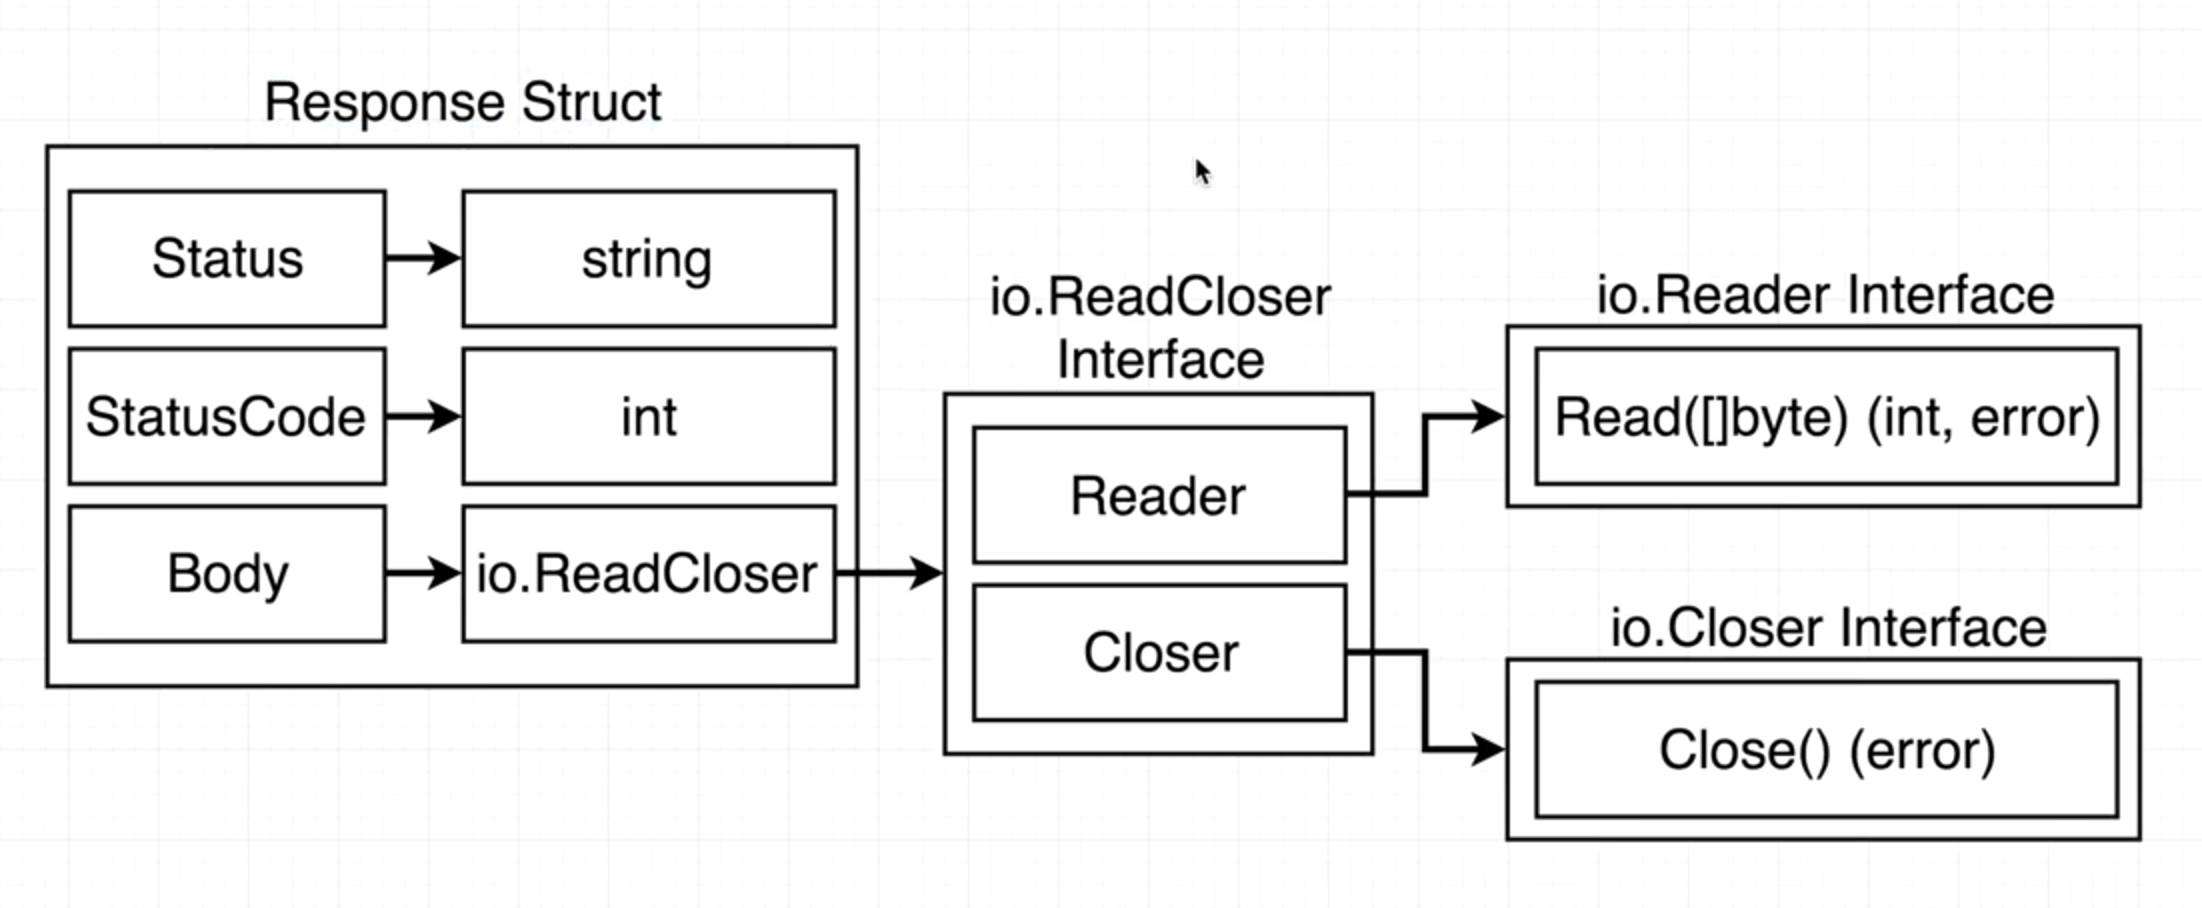 Response Struct
Status
string
StatusCode
int
Body
io.ReadCloser
io.ReadCloser
Interface
Reader
Closer
io.Reader Interface
Read([]byte) (int, error)
io.Closer Interface
Close() (error)